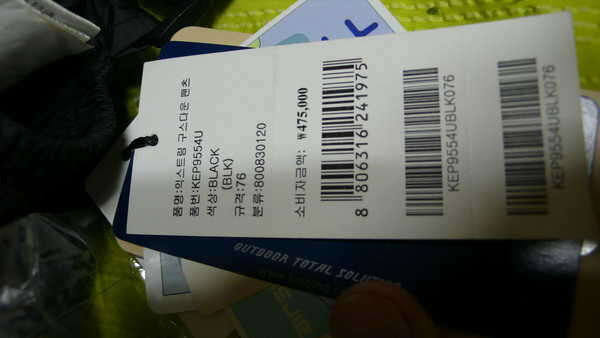 품명:익스트림 구스다운 팬츠
품번:KEP9554U
색상:BLACK
(BLK)
규격:76
분류:800830120
소비자금액: ₩475,000
8 806316 241975
KEP9554UBLK076
KEP9554UBLK076
OUTDOOR TOTAL SOLUTION